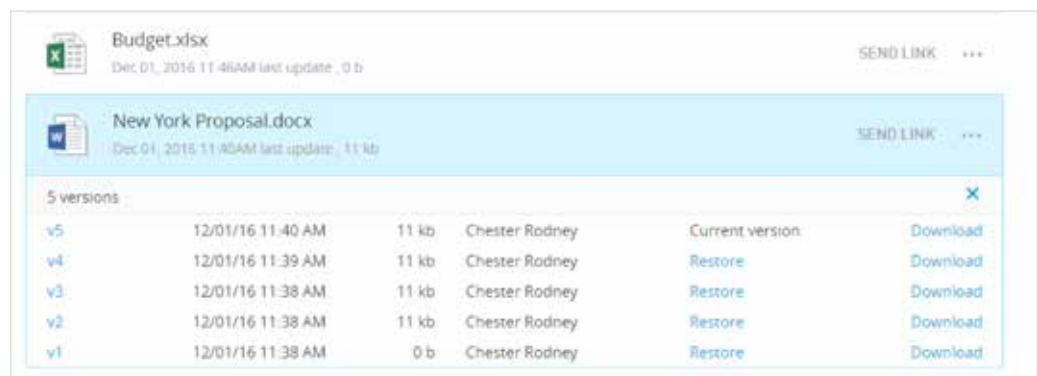 Budget.xlsx
SEND LINK ...
Dec 01, 2016 11:46AM last update , 0 b
New York Proposal.docx
SEND LINK ...
Dec 01, 2016 11:40AM last update , 11 kb
5 versions
v5 12/01/16 11:40 AM 11 kb Chester Rodney Current version Download
v4 12/01/16 11:39 AM 11 kb Chester Rodney Restore Download
v3 12/01/16 11:38 AM 11 kb Chester Rodney Restore Download
v2 12/01/16 11:38 AM 11 kb Chester Rodney Restore Download
v1 12/01/16 11:38 AM 0 b Chester Rodney Restore Download